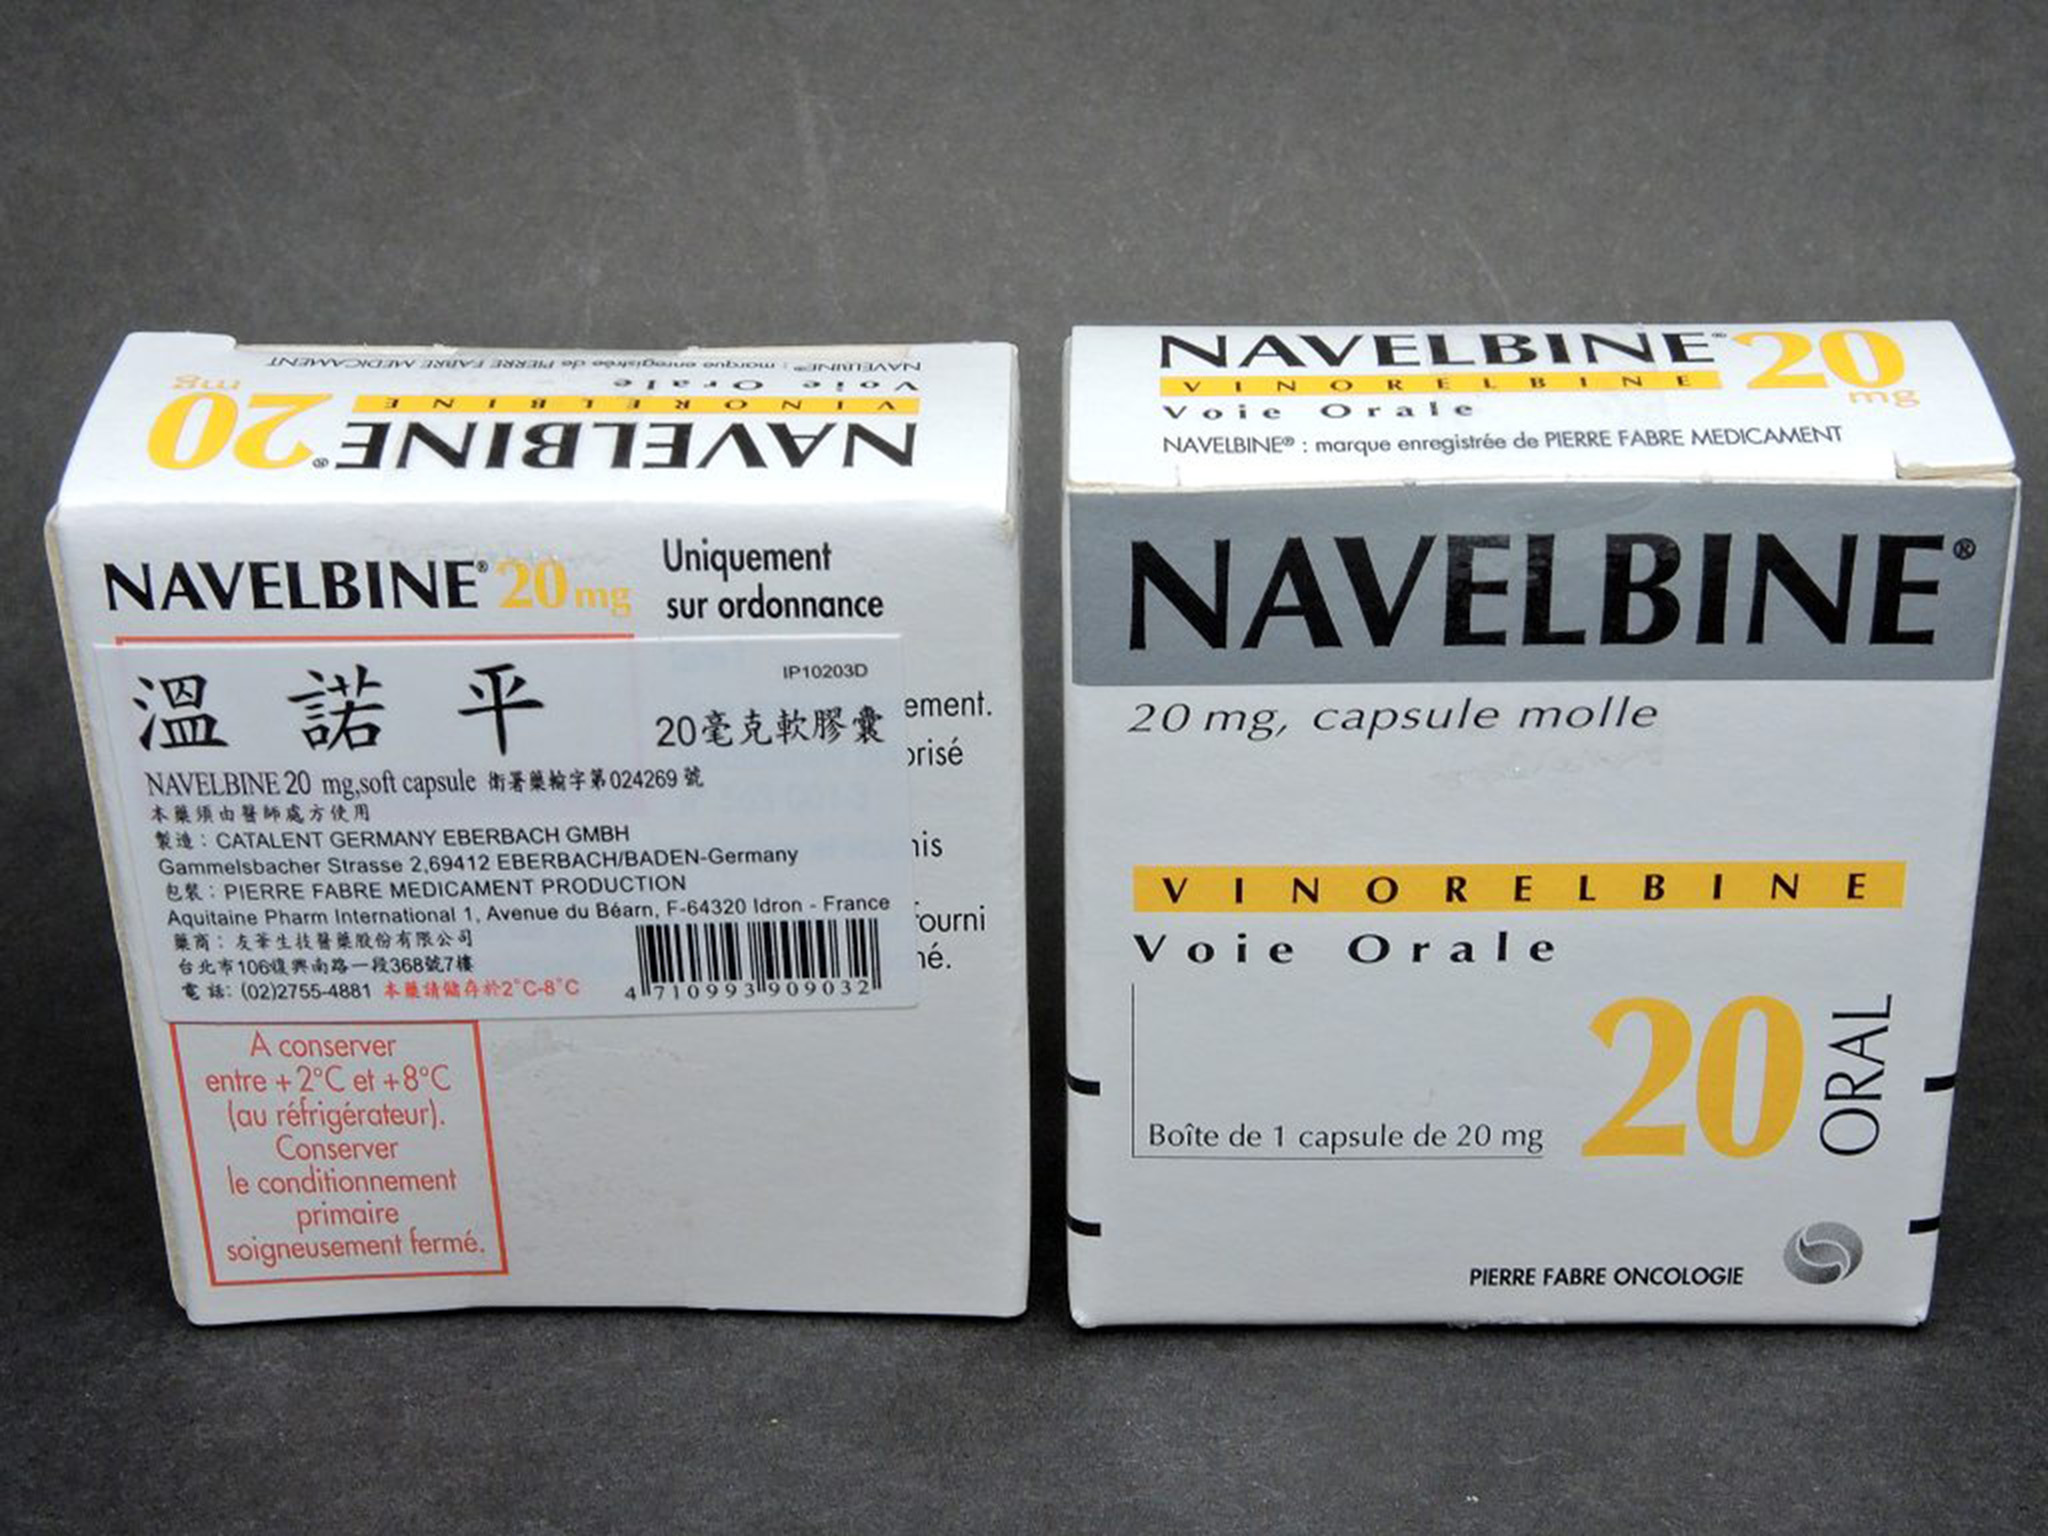 NAVELBINE® : marque enregistrée de PIERRE FABRE MEDICAMENT
Voie Orale
VINORELBINE
NAVELBINE® 20 mg
NAVELBINE® 20 mg
Uniquement
sur ordonnance
溫諾平
IP10203D
20毫克軟膠囊
NAVELBINE 20 mg,soft capsule 衛署藥輸字第024269號
本藥須由醫師處方使用
製造：CATALENT GERMANY EBERBACH GMBH
Gammelsbacher Strasse 2,69412 EBERBACH/BADEN-Germany
包裝：PIERRE FABRE MEDICAMENT PRODUCTION
Aquitaine Pharm International 1, Avenue du Béarn, F-64320 Idron - France
藥商：友華生技醫藥股份有限公司
台北市106復興南路一段368號7樓
電話: (02)2755-4881 本藥請儲存於2°C-8°C
4 710993 909032
ement.
orisé
nis
fourni
né.
A conserver
entre +2°C et +8°C
(au réfrigérateur).
Conserver
le conditionnement
primaire
soigneusement fermé.
NAVELBINE® 20 mg
VINORELBINE
Voie Orale
NAVELBINE® : marque enregistrée de PIERRE FABRE MEDICAMENT
NAVELBINE®
20 mg, capsule molle
VINORELBINE
Voie Orale
Boîte de 1 capsule de 20 mg
20 ORAL
PIERRE FABRE ONCOLOGIE